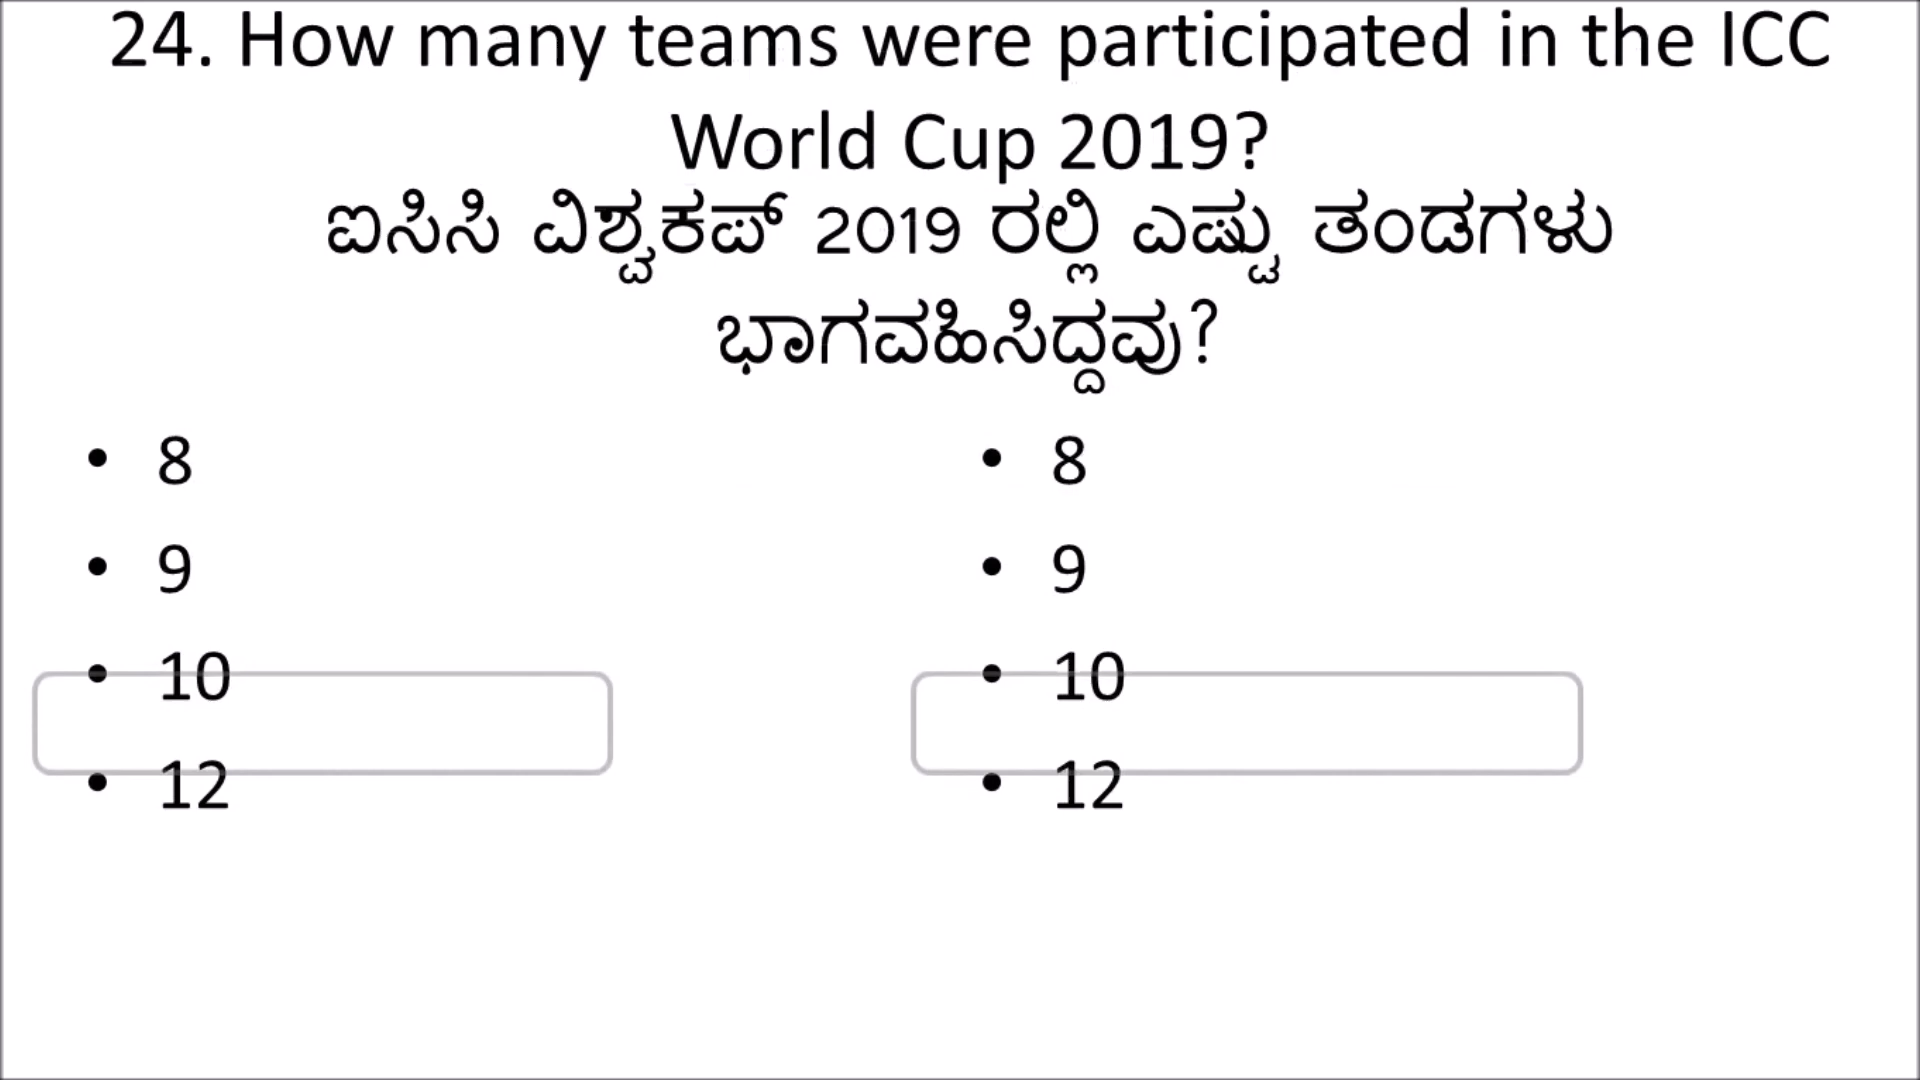 24. How many teams were participated in the ICC
World Cup 2019?
ಐಸಿಸಿ ವಿಶ್ವಕಪ್ 2019 ರಲ್ಲಿ ಎಷ್ಟು ತಂಡಗಳು
ಭಾಗವಹಿಸಿದ್ದವು?
• 8
• 9
• 10
• 12
• 8
• 9
• 10
• 12